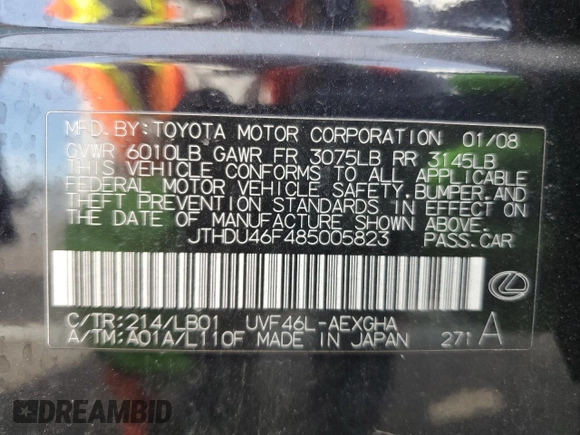 MFD.BY:TOYOTA MOTOR CORPORATION 01/08
GVWR 6010LB GAWR FR 3075LB RR 3145LB
THIS VEHICLE CONFORMS TO ALL APPLICABLE
FEDERAL MOTOR VEHICLE SAFETY, BUMPER, AND
THEFT PREVENTION STANDARDS IN EFFECT ON
THE DATE OF MANUFACTURE SHOWN ABOVE.
JTHDU46F485005823 PASS.CAR
C/TR:214/LB01 UVF46L-AEXGHA
A/TM:A01A/L110F MADE IN JAPAN 271 A
DREAMBID